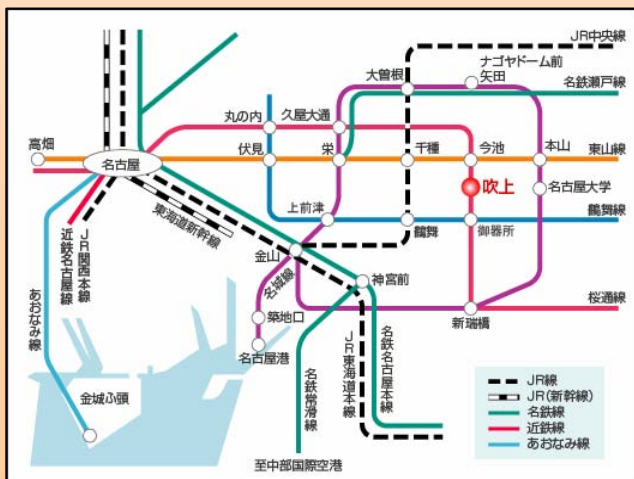 JR中央線
ナゴヤドーム前
矢田
大曽根
名鉄瀬戸線
丸の内
久屋大通
高畑
名古屋
伏見
栄
千種
今池
本山
東山線
吹上
名古屋大学
東海道新幹線
上前津
鶴舞
御器所
鶴舞線
近鉄名古屋線
JR関西本線
金山
名城線
神宮前
あおなみ線
築地口
新瑞橋
桜通線
名古屋港
金城ふ頭
名鉄常滑線
JR東海道本線
名鉄名古屋本線
至中部国際空港
JR線
JR(新幹線)
名鉄線
近鉄線
あおなみ線